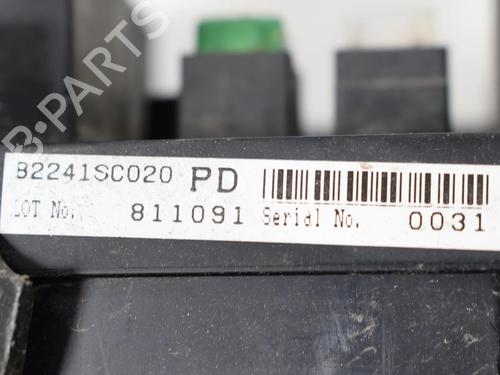 82241SC020 PD
LOT No. 811091 Serial No. 0031
B-PARTS